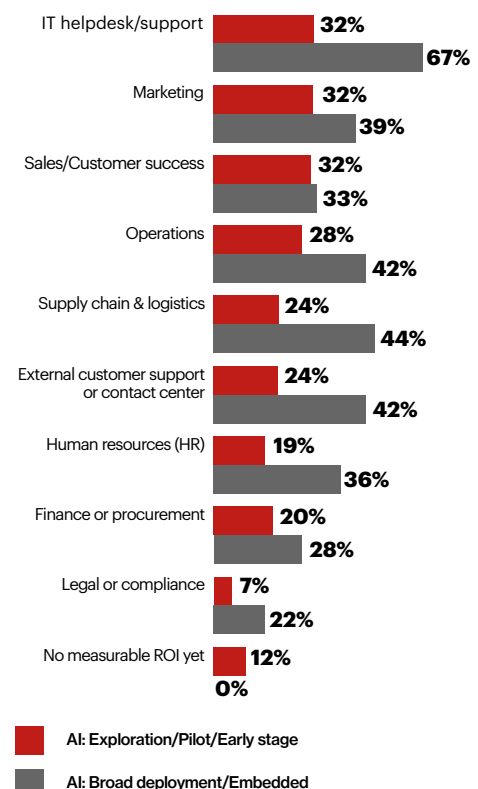 IT helpdesk/support
32%
67%
Marketing
32%
39%
Sales/Customer success
32%
33%
Operations
28%
42%
Supply chain & logistics
24%
44%
External customer support
or contact center
24%
42%
Human resources (HR)
19%
36%
Finance or procurement
20%
28%
Legal or compliance
7%
22%
No measurable ROI yet
12%
0%
AI: Exploration/Pilot/Early stage
AI: Broad deployment/Embedded